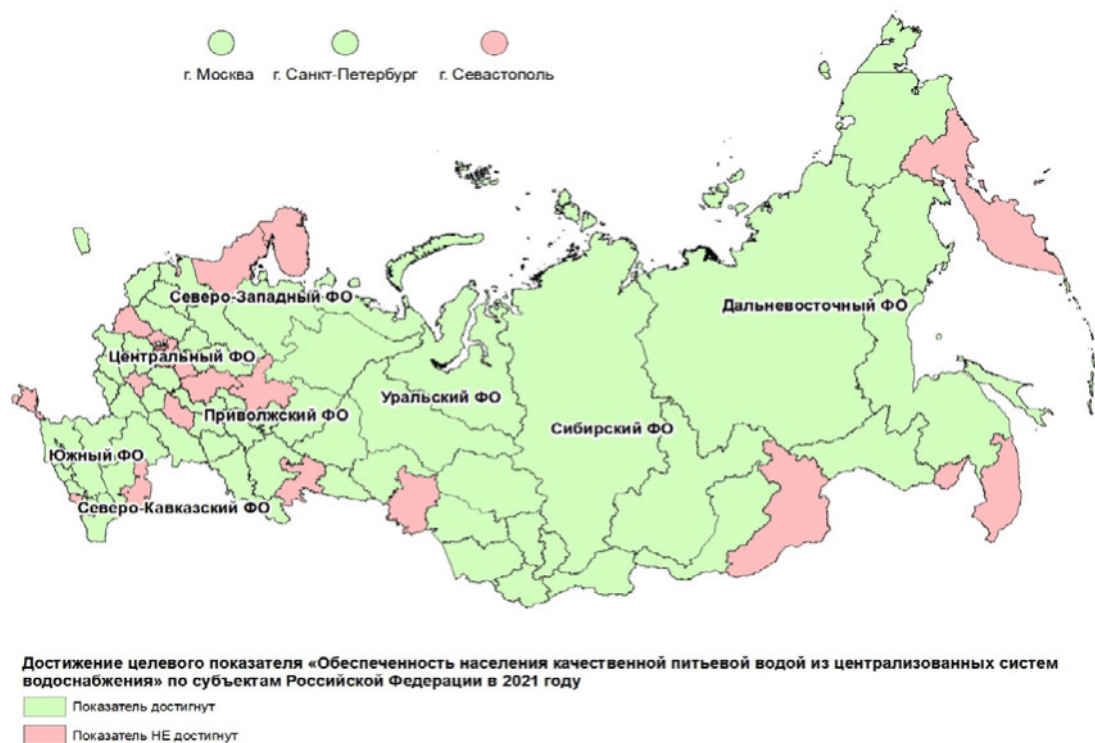 г. Москва г. Санкт-Петербург г. Севастополь
Северо-Западный ФО
Дальневосточный ФО
Центральный ФО
Уральский ФО
Приволжский ФО
Сибирский ФО
Южный ФО
Северо-Кавказский ФО
Достижение целевого показателя «Обеспеченность населения качественной питьевой водой из централизованных систем
водоснабжения» по субъектам Российской Федерации в 2021 году
Показатель достигнут
Показатель НЕ достигнут